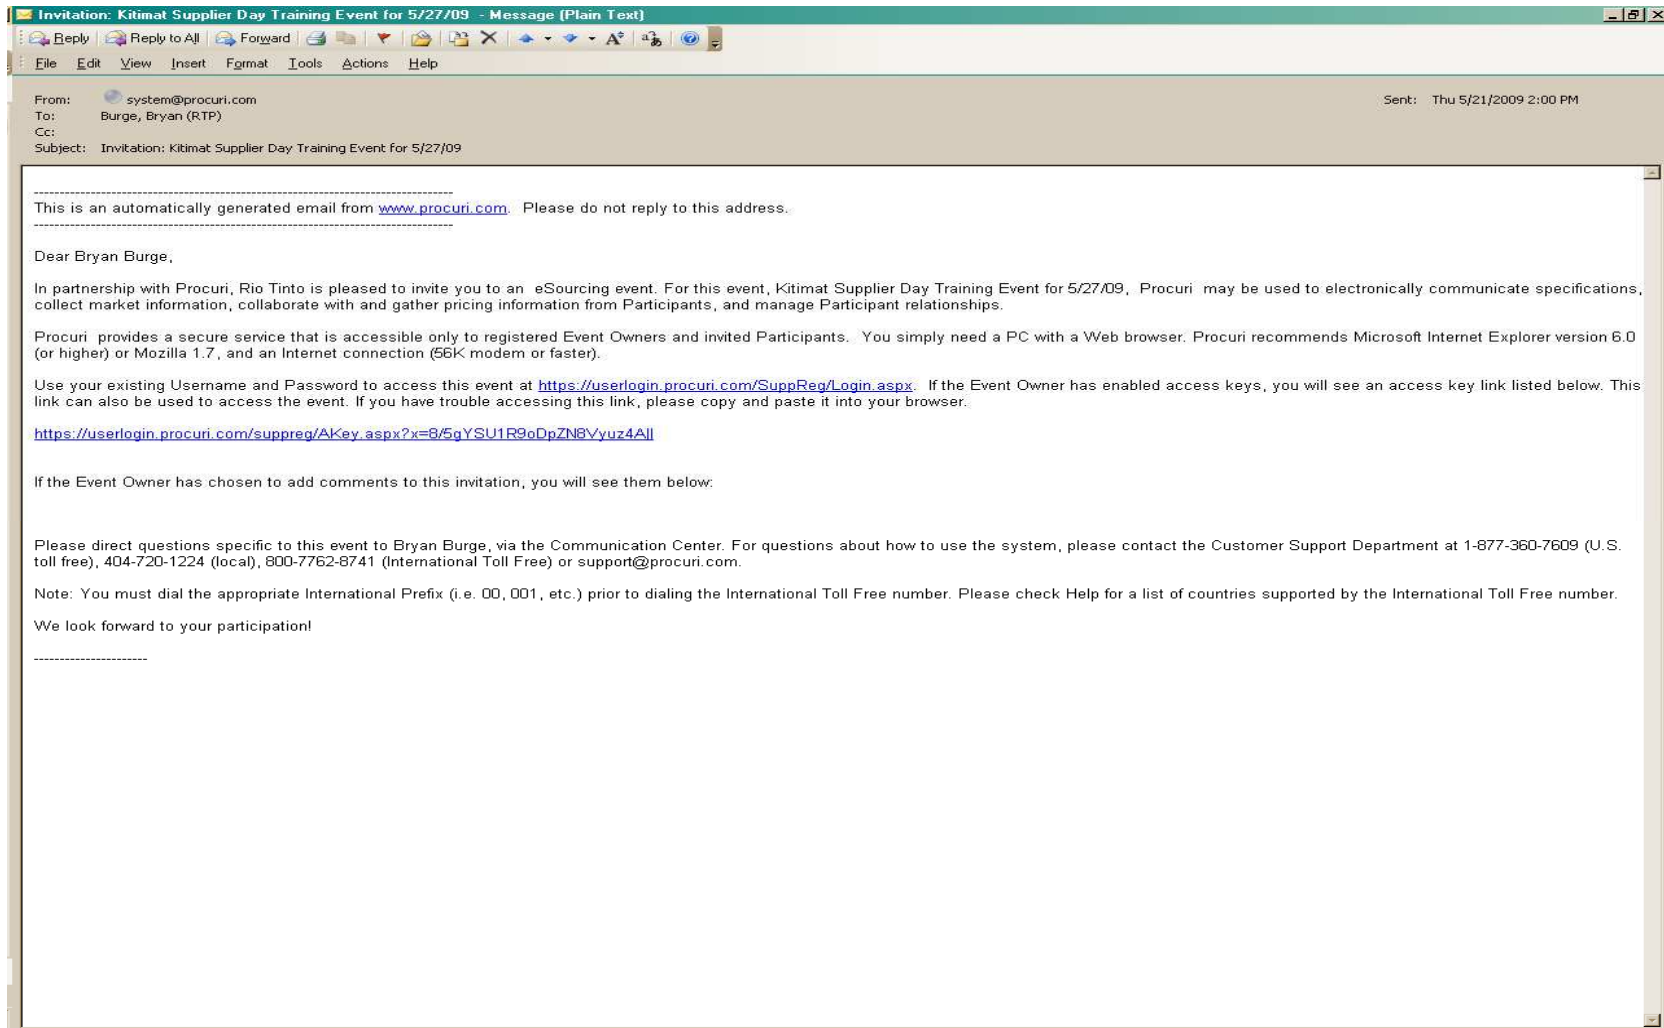 Invitation: Kitimat Supplier Day Training Event for 5/27/09 - Message (Plain Text)
Reply Reply to All Forward
File Edit View Insert Format Tools Actions Help
From: system@procuri.com Sent: Thu 5/21/2009 2:00 PM
To: Burge, Bryan (RTP)
Cc:
Subject: Invitation: Kitimat Supplier Day Training Event for 5/27/09
--------------------------------------------------------------------------------
This is an automatically generated email from www.procuri.com. Please do not reply to this address.
--------------------------------------------------------------------------------
Dear Bryan Burge,
In partnership with Procuri, Rio Tinto is pleased to invite you to an eSourcing event. For this event, Kitimat Supplier Day Training Event for 5/27/09, Procuri may be used to electronically communicate specifications,
collect market information, collaborate with and gather pricing information from Participants, and manage Participant relationships.
Procuri provides a secure service that is accessible only to registered Event Owners and invited Participants. You simply need a PC with a Web browser. Procuri recommends Microsoft Internet Explorer version 6.0
(or higher) or Mozilla 1.7, and an Internet connection (56K modem or faster).
Use your existing Username and Password to access this event at https://userlogin.procuri.com/SuppReg/Login.aspx. If the Event Owner has enabled access keys, you will see an access key link listed below. This
link can also be used to access the event. If you have trouble accessing this link, please copy and paste it into your browser.
https://userlogin.procuri.com/suppreg/AKey.aspx?x=8/5gYSU1R9oDpZN8Vyuz4A||
If the Event Owner has chosen to add comments to this invitation, you will see them below:
Please direct questions specific to this event to Bryan Burge, via the Communication Center. For questions about how to use the system, please contact the Customer Support Department at 1-877-360-7609 (U.S.
toll free), 404-720-1224 (local), 800-7762-8741 (International Toll Free) or support@procuri.com.
Note: You must dial the appropriate International Prefix (i.e. 00, 001, etc.) prior to dialing the International Toll Free number. Please check Help for a list of countries supported by the International Toll Free number.
We look forward to your participation!
----------------------